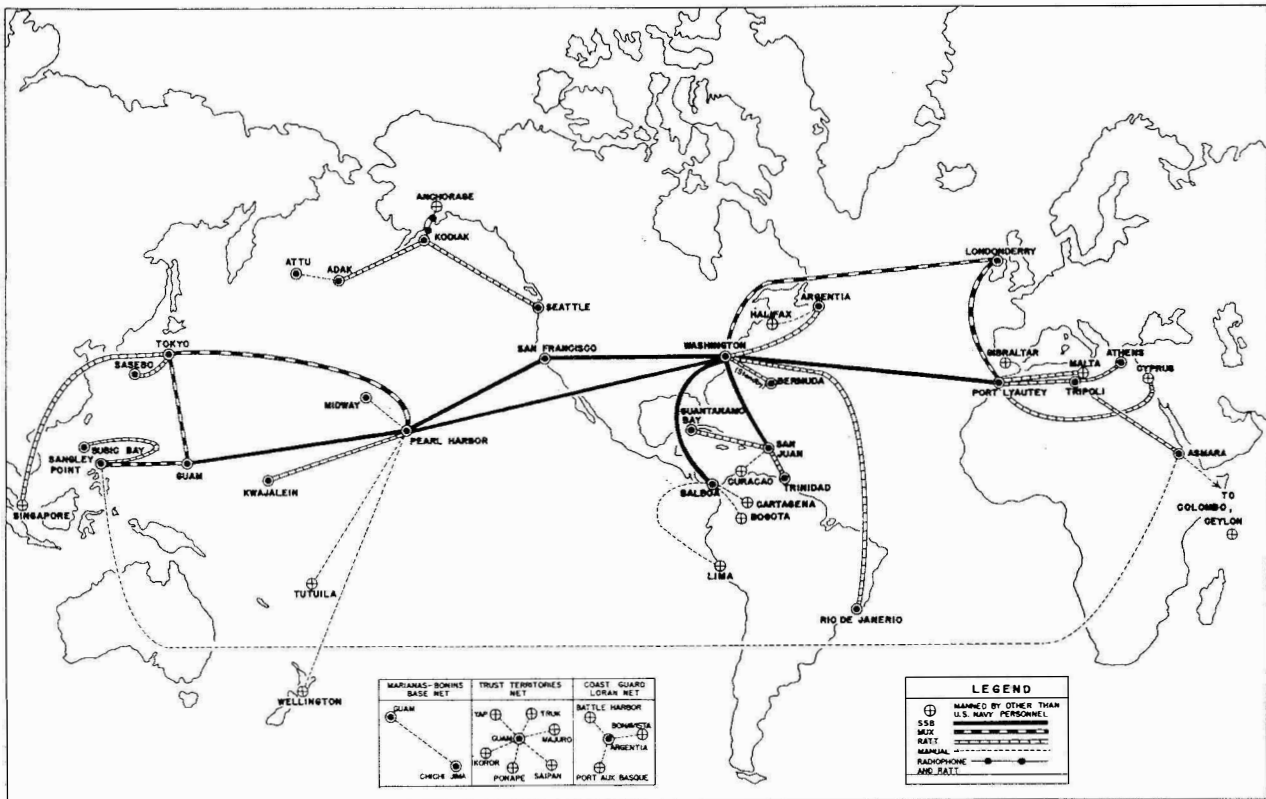 ANCHORAGE
KODIAK
ATTU
ADAK
SEATTLE
LONDONDERRY
ARGENTIA
HALIFAX
TOKYO
SASEBO
SAN FRANCISCO
WASHINGTON
GIBRALTAR
MALTA
ATHENS
CYPRUS
BERMUDA
PORT LYAUTEY
TRIPOLI
MIDWAY
GUANTANAMO
BAY
PEARL HARBOR
SUBIC BAY
SANGLEY
POINT
GUAM
KWAJALEIN
SAN
JUAN
CURACAO
TRINIDAD
BALBOA
CARTAGENA
BOGOTA
ASMARA
TO
COLOMBO,
CEYLON
SINGAPORE
LIMA
TUTUILA
RIO DE JANERIO
WELLINGTON
MARIANAS-BONINS
BASE NET
GUAM
CHICHI JIMA
TRUST TERRITORIES
NET
YAP
TRUK
GUAM
MAJURO
KOROR
PONAPE
SAIPAN
COAST GUARD
LORAN NET
BATTLE HARBOR
BONAVISTA
ARGENTIA
PORT AUX BASQUE
LEGEND
MANNED BY OTHER THAN
U.S. NAVY PERSONNEL
SSB
MUX
RATT
MANUAL
RADIOPHONE
AND RATT